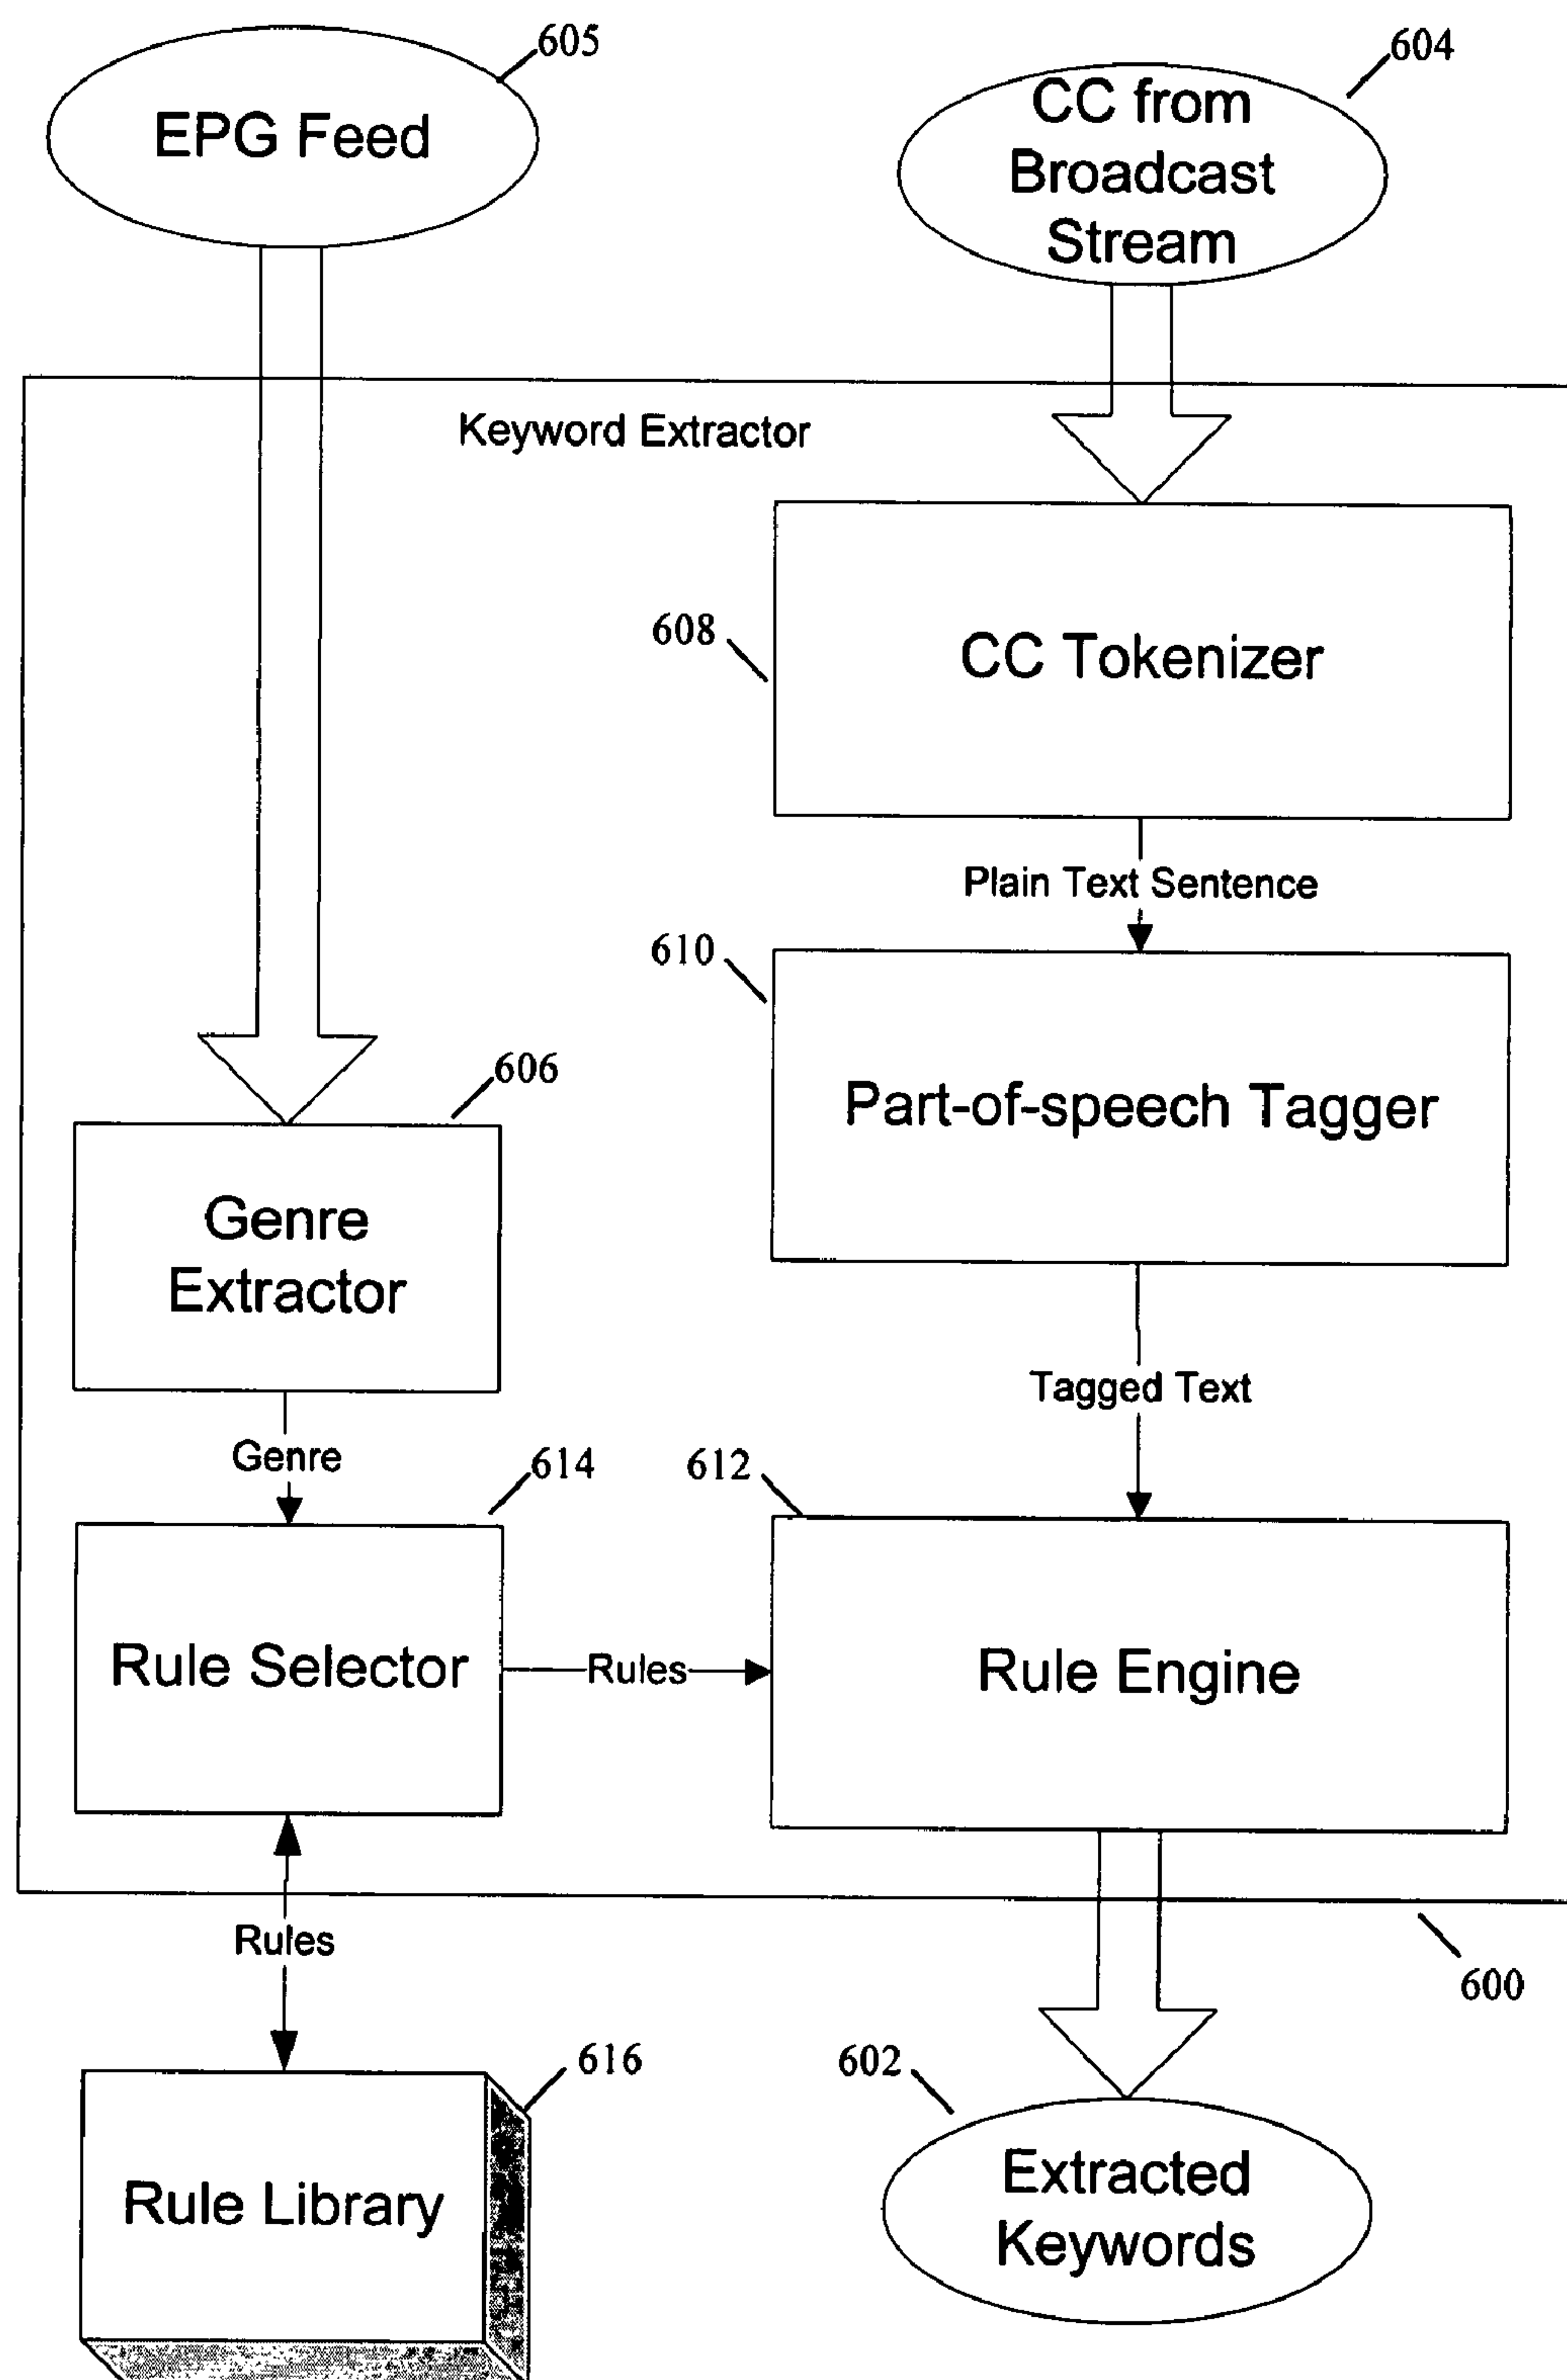 605
EPG Feed
604
CC from
Broadcast
Stream
Keyword Extractor
608
CC Tokenizer
Plain Text Sentence
610
Part-of-speech Tagger
606
Genre
Extractor
Tagged Text
Genre
614
612
Rule Selector
Rules
Rule Engine
Rules
600
616
602
Rule Library
Extracted
Keywords